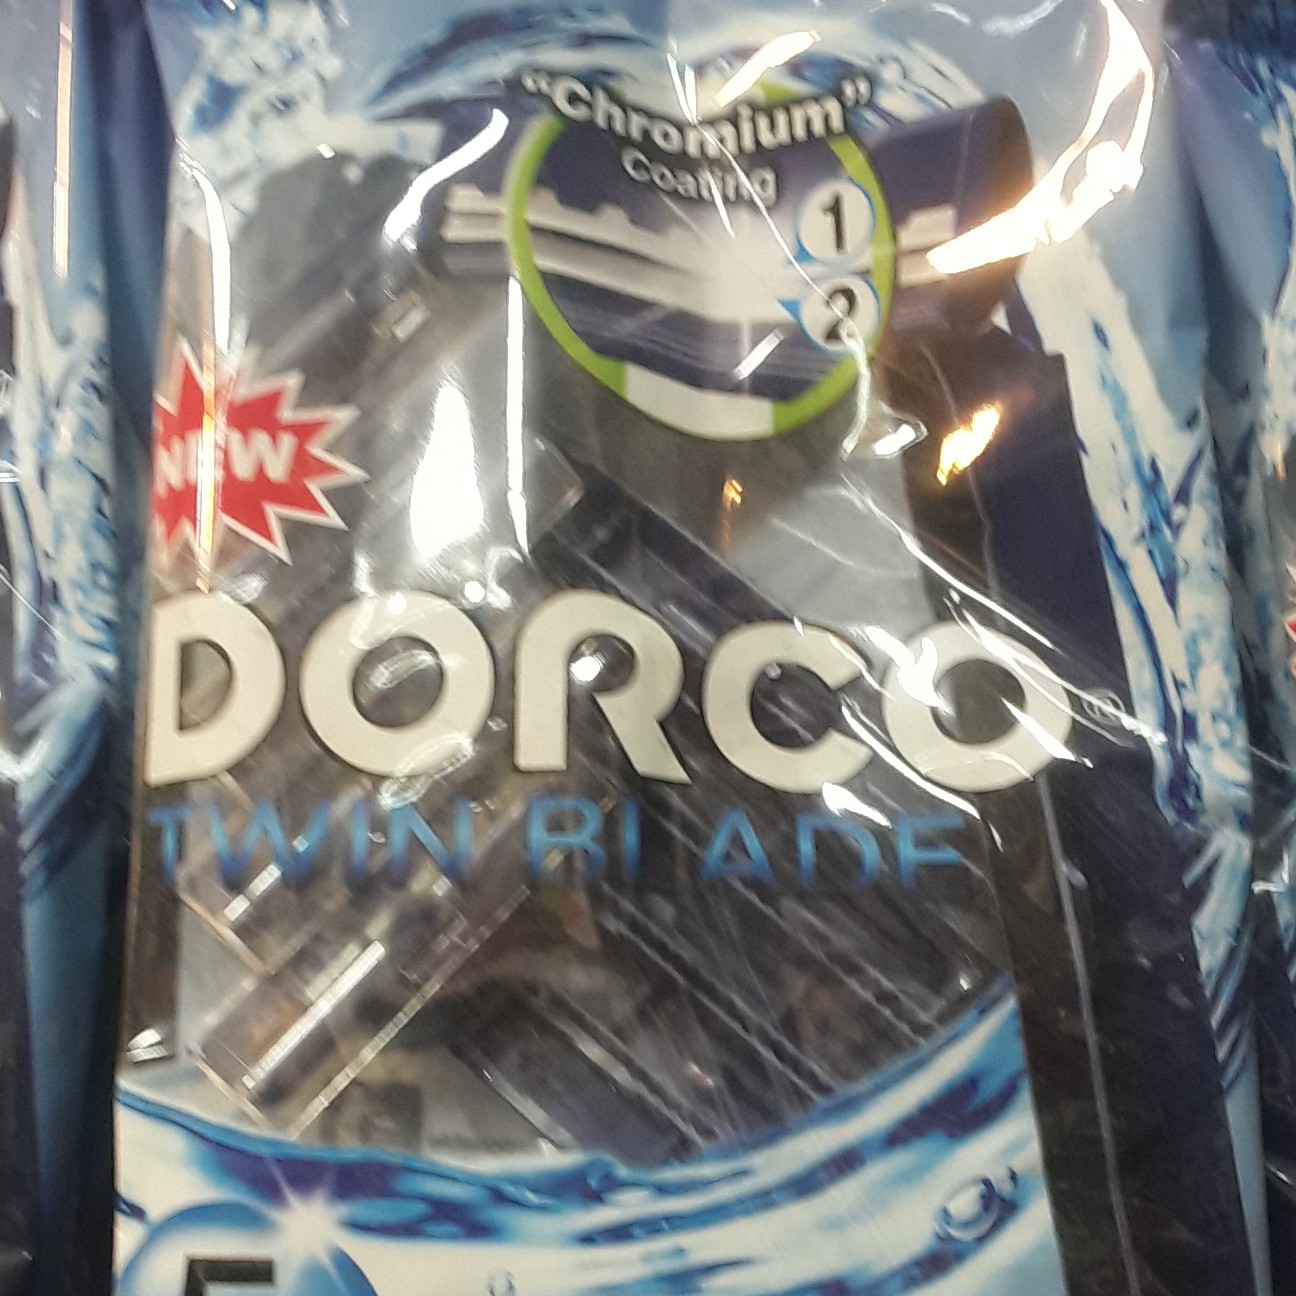 “Chromium”
Coating
1
2
NEW
DORCO®
TWIN BLADE